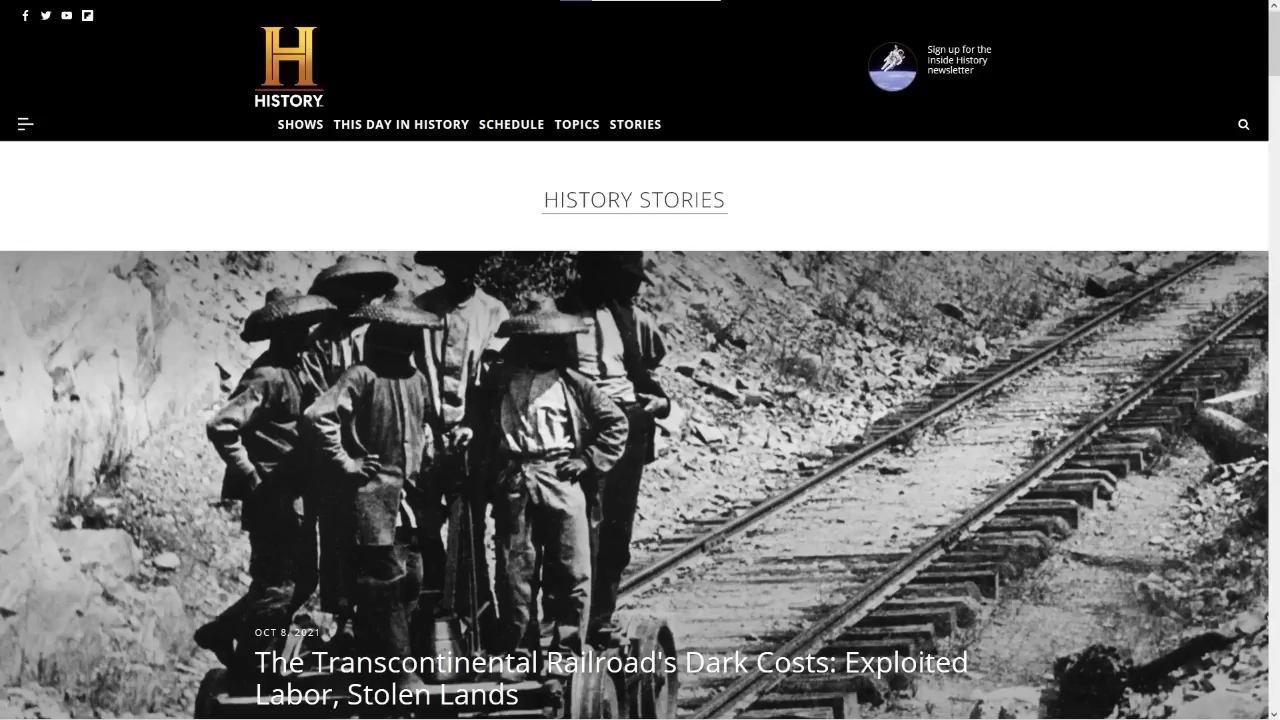 Sign up for the
Inside History
newsletter
HISTORY
SHOWS THIS DAY IN HISTORY SCHEDULE TOPICS STORIES
HISTORY STORIES
OCT 8, 2021
The Transcontinental Railroad's Dark Costs: Exploited
Labor, Stolen Lands